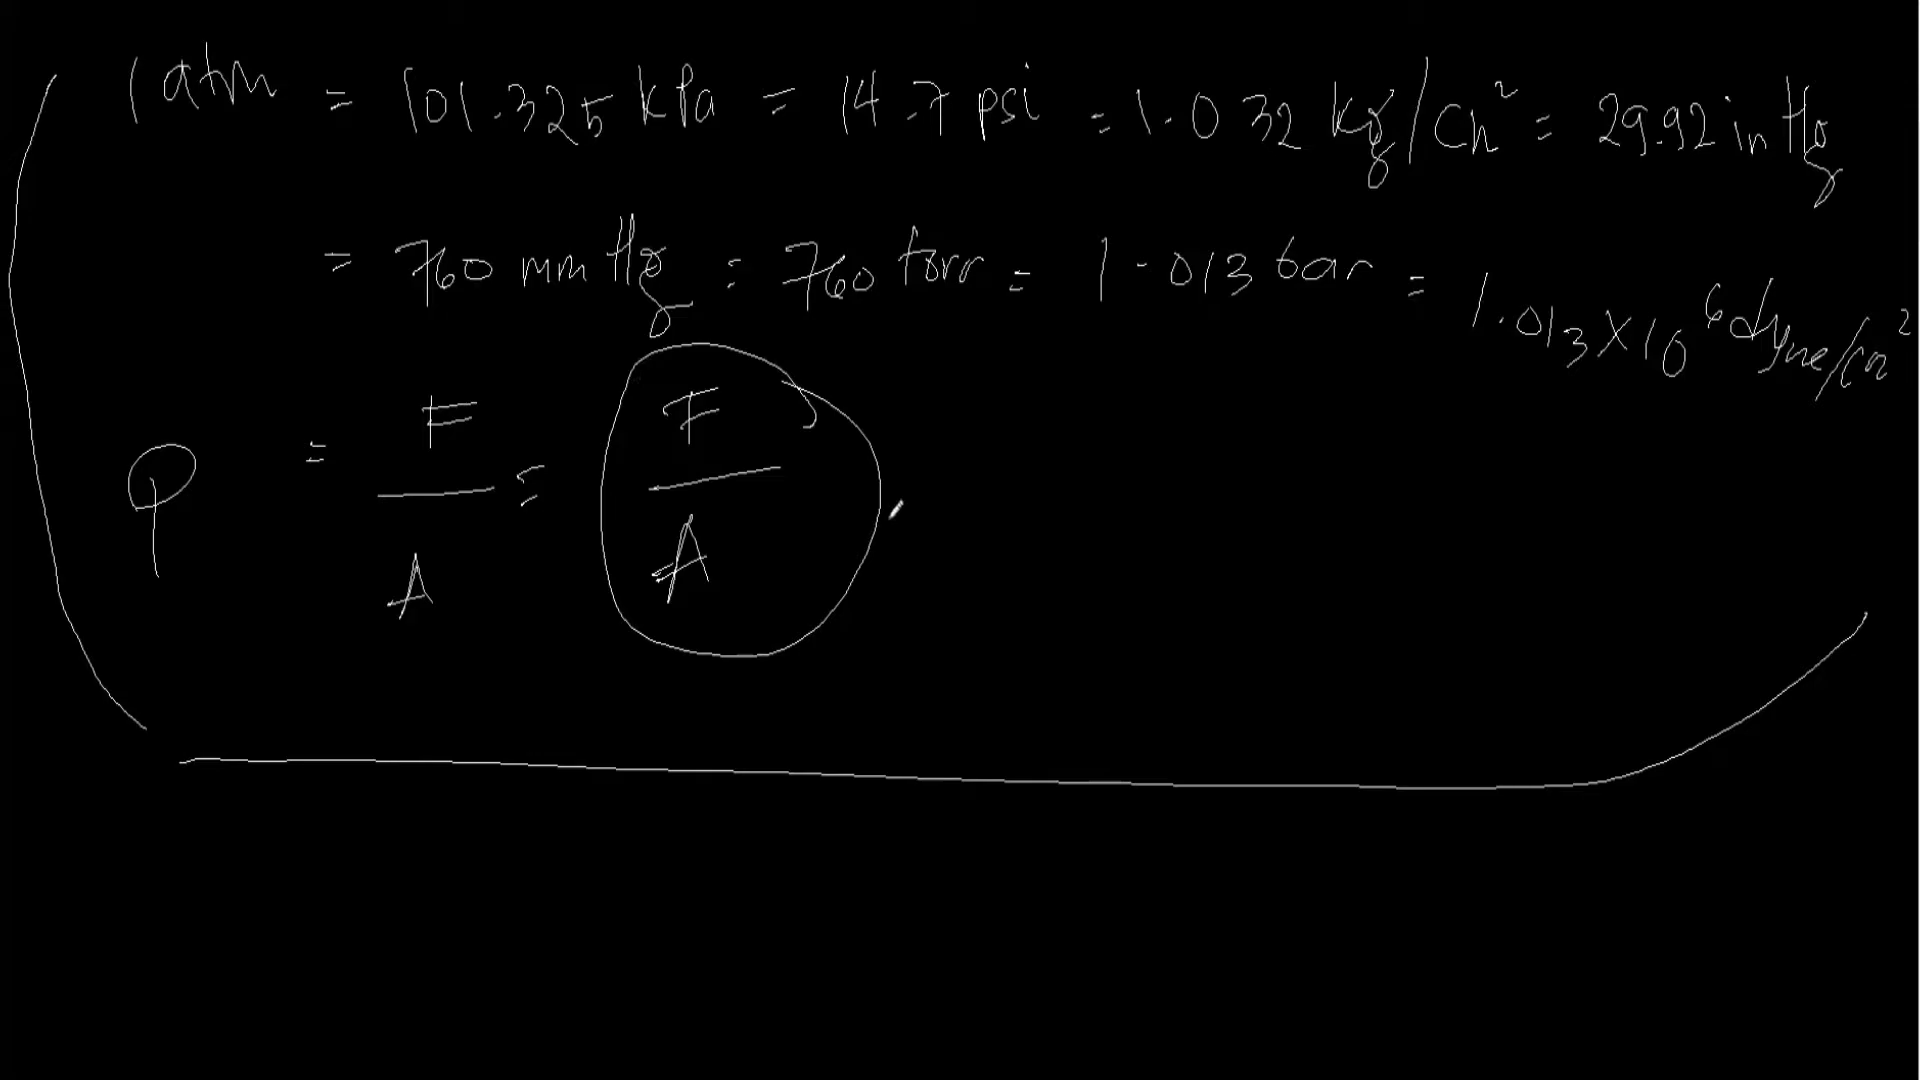 1 atm = 101.325 kPa = 14.7 psi = 1.032 kg/cm² = 29.92 in Hg
= 760 mm Hg = 760 torr = 1.013 bar = 1.013 X 10⁶ dyne/cm²
P = F/A = F/A